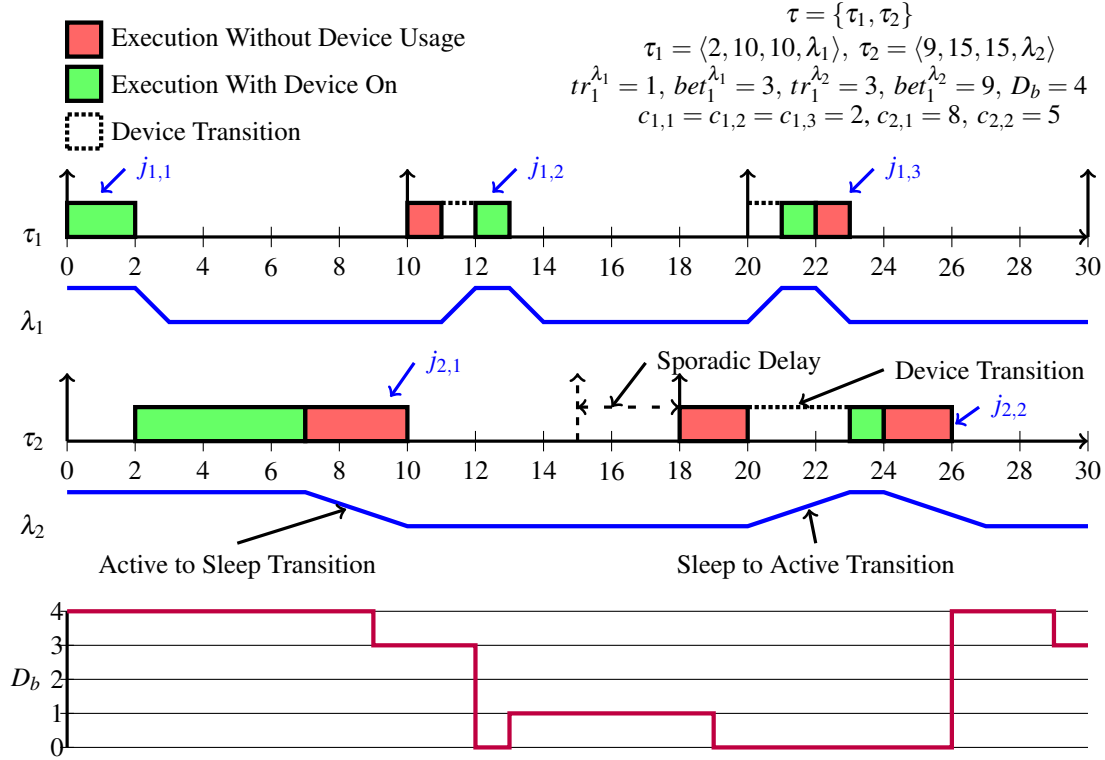 Execution Without Device Usage
Execution With Device On
Device Transition
τ = {τ₁, τ₂}
τ₁ = ⟨2, 10, 10, λ₁⟩, τ₂ = ⟨9, 15, 15, λ₂⟩
tr₁^λ₁ = 1, bet₁^λ₁ = 3, tr₁^λ₂ = 3, bet₁^λ₂ = 9, D_b = 4
c₁,₁ = c₁,₂ = c₁,₃ = 2, c₂,₁ = 8, c₂,₂ = 5
j₁,₁ j₁,₂ j₁,₃
τ₁
0 2 4 6 8 10 12 14 16 18 20 22 24 26 28 30
λ₁
j₂,₁ Sporadic Delay Device Transition j₂,₂
τ₂
0 2 4 6 8 10 12 14 16 18 20 22 24 26 28 30
λ₂
Active to Sleep Transition Sleep to Active Transition
4
3
D_b 2
1
0